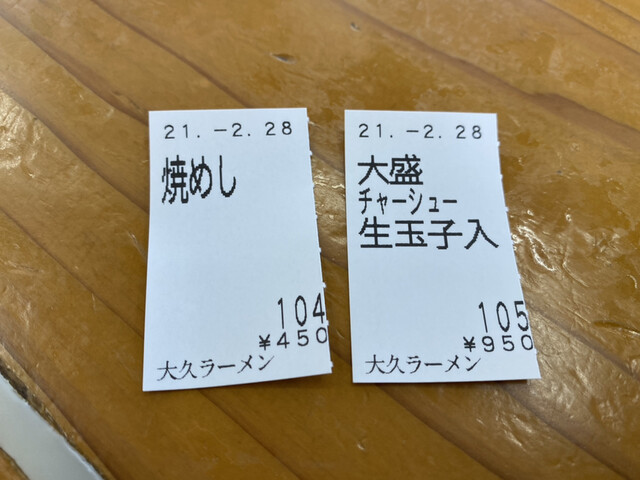 21.-2.28
焼めし
104
¥450
大久ラーメン
21.-2.28
大盛
チャーシュー
生玉子入
105
¥950
大久ラーメン